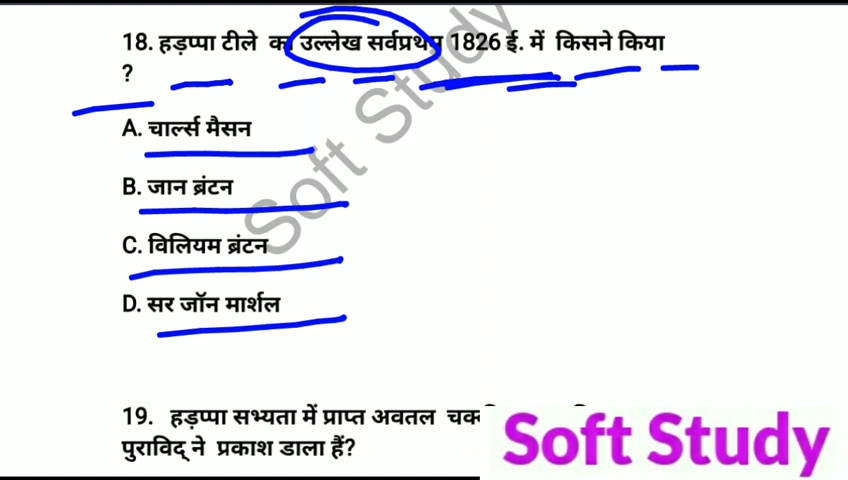 18. हड़प्पा टीले का उल्लेख सर्वप्रथम 1826 ई. में किसने किया
?
A. चार्ल्स मैसन
B. जान ब्रंटन
C. विलियम ब्रंटन
D. सर जॉन मार्शल
Soft Study
19. हड़प्पा सभ्यता में प्राप्त अवतल
पुराविद् ने प्रकाश डाला हैं?
Soft Study